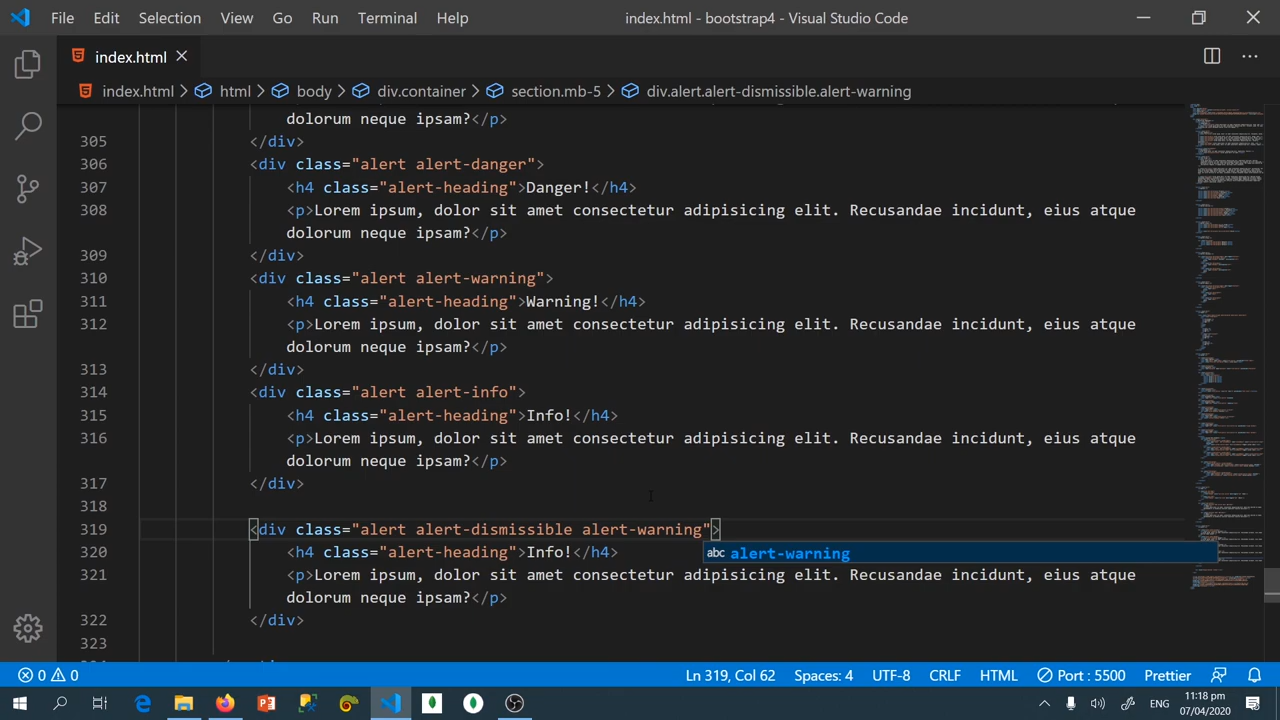 File Edit Selection View Go Run Terminal Help index.html - bootstrap4 - Visual Studio Code
index.html
index.html > html > body > div.container > section.mb-5 > div.alert.alert-dismissible.alert-warning
dolorum neque ipsam?</p>
305 </div>
306 <div class="alert alert-danger">
307 <h4 class="alert-heading">Danger!</h4>
308 <p>Lorem ipsum, dolor sit amet consectetur adipisicing elit. Recusandae incidunt, eius atque
dolorum neque ipsam?</p>
309 </div>
310 <div class="alert alert-warning">
311 <h4 class="alert-heading">Warning!</h4>
312 <p>Lorem ipsum, dolor sit amet consectetur adipisicing elit. Recusandae incidunt, eius atque
dolorum neque ipsam?</p>
313 </div>
314 <div class="alert alert-info">
315 <h4 class="alert-heading">Info!</h4>
316 <p>Lorem ipsum, dolor sit amet consectetur adipisicing elit. Recusandae incidunt, eius atque
dolorum neque ipsam?</p>
317 </div>
318
319 <div class="alert alert-dismissible alert-warning">
320 <h4 class="alert-heading">Info!</h4>
abc alert-warning
321 <p>Lorem ipsum, dolor sit amet consectetur adipisicing elit. Recusandae incidunt, eius atque
dolorum neque ipsam?</p>
322 </div>
323
0 0 Ln 319, Col 62 Spaces: 4 UTF-8 CRLF HTML Port : 5500 Prettier
ENG 11:18 pm
07/04/2020